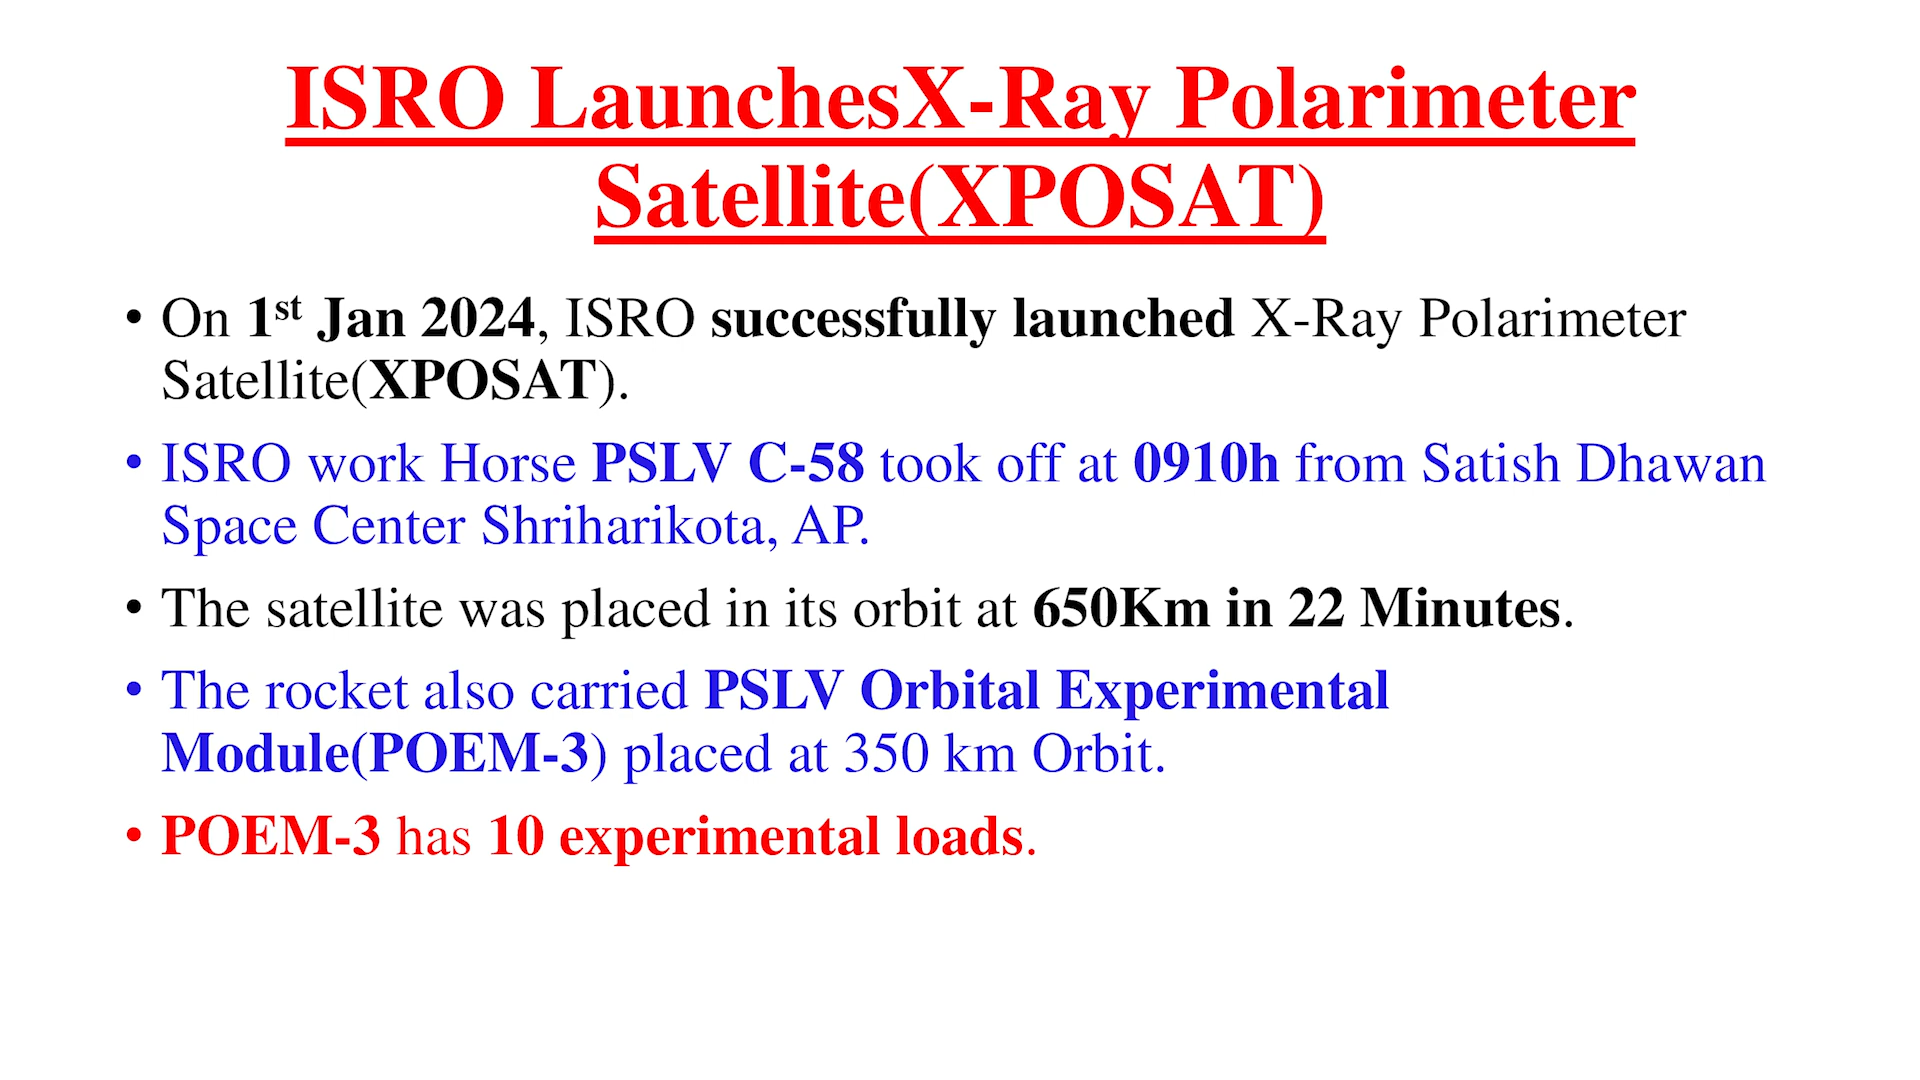 ISRO LaunchesX-Ray Polarimeter
Satellite(XPOSAT)
• On 1st Jan 2024, ISRO successfully launched X-Ray Polarimeter
Satellite(XPOSAT).
• ISRO work Horse PSLV C-58 took off at 0910h from Satish Dhawan
Space Center Shriharikota, AP.
• The satellite was placed in its orbit at 650Km in 22 Minutes.
• The rocket also carried PSLV Orbital Experimental
Module(POEM-3) placed at 350 km Orbit.
• POEM-3 has 10 experimental loads.